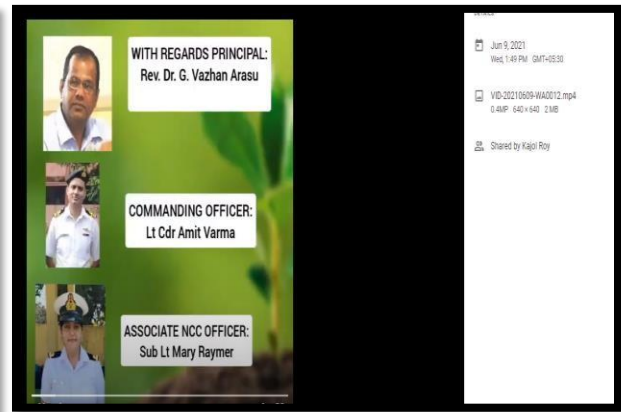 WITH REGARDS PRINCIPAL:
Rev. Dr. G. Vazhan Arasu
COMMANDING OFFICER:
Lt Cdr Amit Varma
ASSOCIATE NCC OFFICER:
Sub Lt Mary Raymer
DETAILS
Jun 9, 2021
Wed, 1:49 PM GMT+05:30
VID-20210609-WA0012.mp4
0.4MP 640 × 640 2 MB
Shared by Kajol Roy